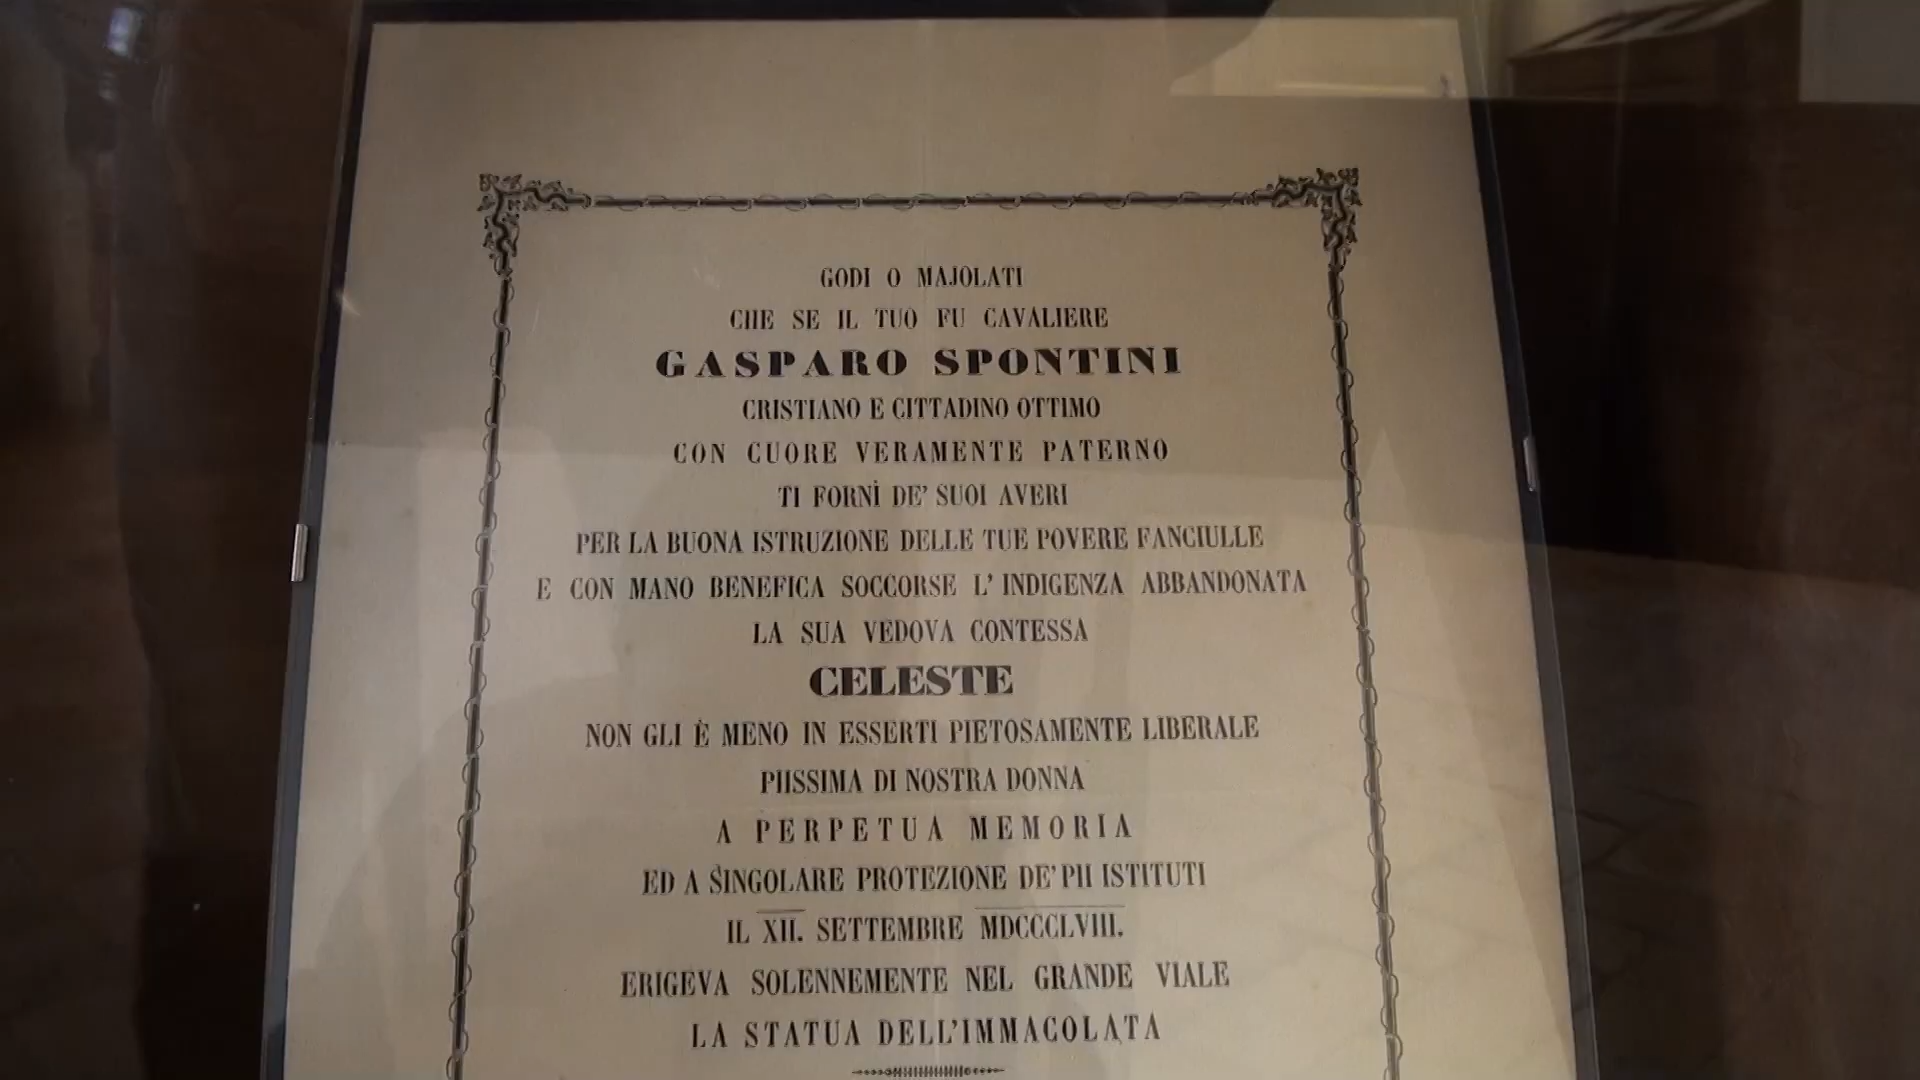 GODI O MAJOLATI
CHE SE IL TUO FU CAVALIERE
GASPARO SPONTINI
CRISTIANO E CITTADINO OTTIMO
CON CUORE VERAMENTE PATERNO
TI FORNÌ DE' SUOI AVERI
PER LA BUONA ISTRUZIONE DELLE TUE POVERE FANCIULLE
E CON MANO BENEFICA SOCCORSE L'INDIGENZA ABBANDONATA
LA SUA VEDOVA CONTESSA
CELESTE
NON GLI È MENO IN ESSERTI PIETOSAMENTE LIBERALE
PIISSIMA DI NOSTRA DONNA
A PERPETUA MEMORIA
ED A SINGOLARE PROTEZIONE DE' PII ISTITUTI
IL XII. SETTEMBRE MDCCCLVIII.
ERIGEVA SOLENNEMENTE NEL GRANDE VIALE
LA STATUA DELL'IMMACOLATA